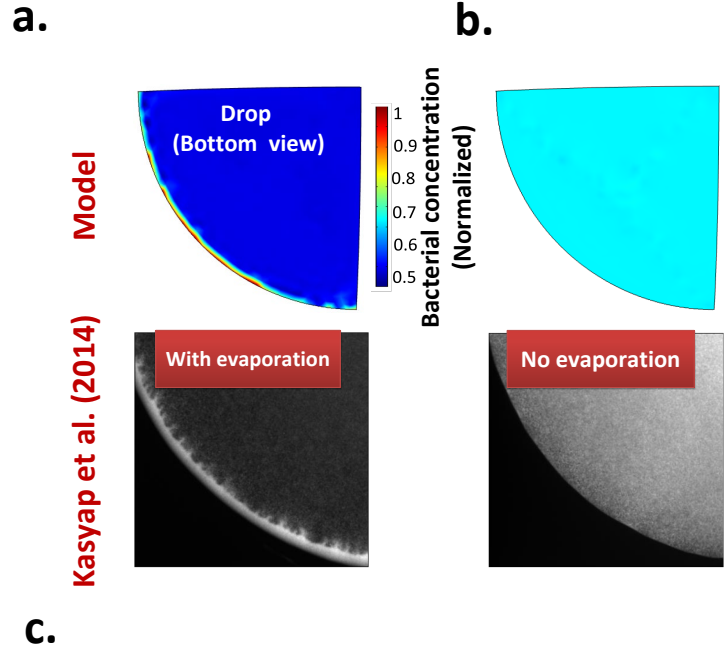 a.
b.
Drop
(Bottom view)
1
0.9
0.8
0.7
0.6
0.5
Bacterial concentration
(Normalized)
Model
With evaporation
No evaporation
Kasyap et al. (2014)
c.